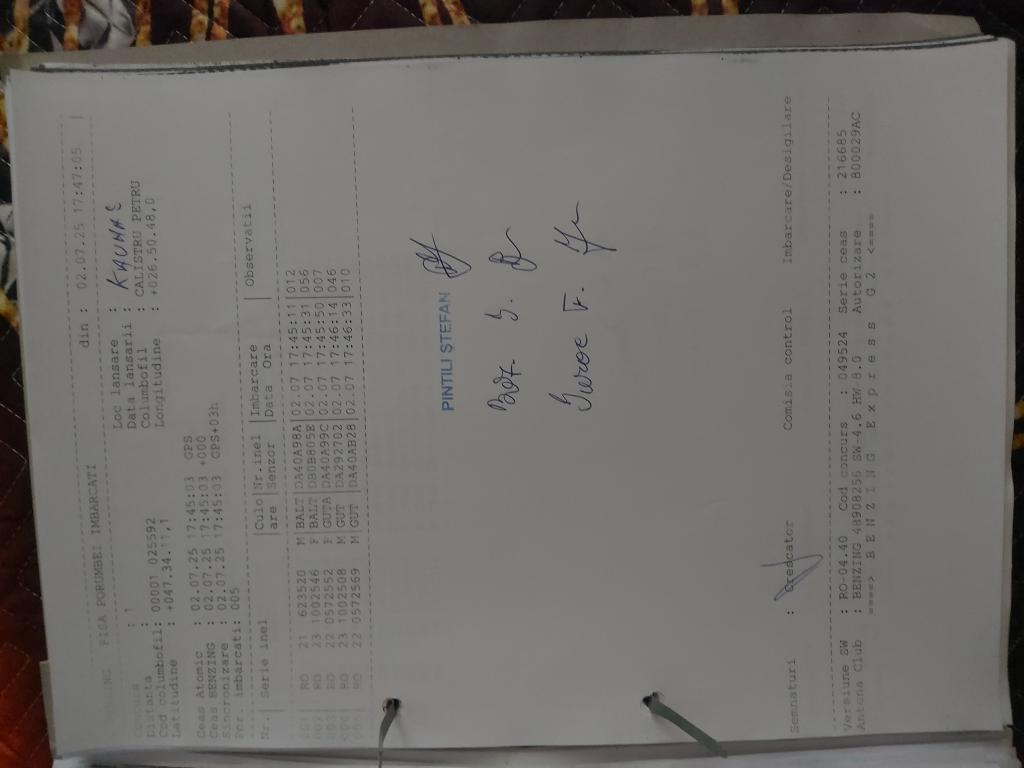 FISA PORUMBEI IMBARCATI din : 02.07.25 17:47:05
Loc lansare : KAUNAS
Distanta : 1 Data lansarii :
Cod columbofil: 00001 025592 Columbofil : CALISTRU PETRU
Latitudine : +047.34.11,1 Longitudine : +026.50.48,0
Ceas Atomic : 02.07.25 17:45:03 GPS
Ceas BENZING : 02.07.25 17:45:03 +000
Sincronizare : 02.07.25 17:45:03 GPS+03h
Por. imbarcati: 005
Nr.| Serie inel |Culo|Nr.inel |Imbarcare | Observatii
|are |Senzor |Data Ora |
RO 21 623520 M BALT DA40A98A|02.07 17:45:11|012
RO 23 1002546 F BALT DB0B805E|02.07 17:45:31|056
RO 22 0572552 F GUTA DA40A99C|02.07 17:45:50|007
RO 23 1002508 M GUT DA292702|02.07 17:46:14|046
RO 22 0572569 M GUT DA40AB28|02.07 17:46:33|010
PINTILI ȘTEFAN
Semnaturi : Crescator Comisia control Imbarcare/Desigilare
Versiune SW : RO-04.40 Cod concurs : 049524 Serie ceas : 216685
Antena Club : BENZING 48908256 SW-4.6 HW-9.0 Autorizare : 800029AC
====> B E N Z I N G E x p r e s s G 2 <====